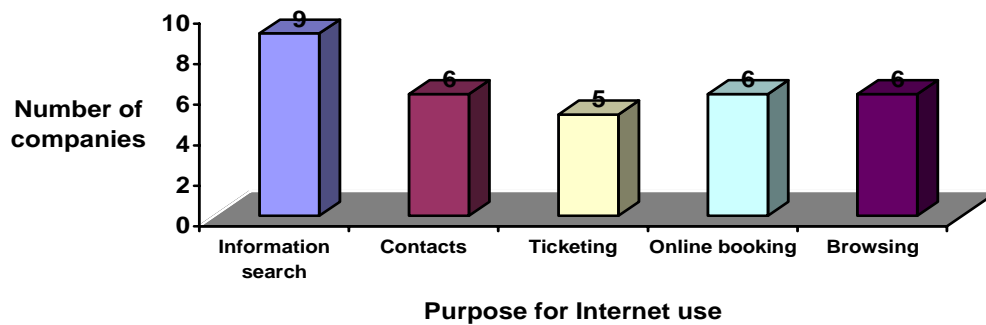 10
8
6
4
2
0
Number of
companies
9
6
5
6
6
Information
search
Contacts
Ticketing
Online booking
Browsing
Purpose for Internet use